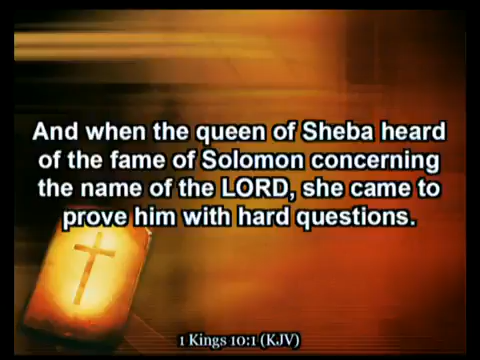 And when the queen of Sheba heard
of the fame of Solomon concerning
the name of the LORD, she came to
prove him with hard questions.
1 Kings 10:1 (KJV)